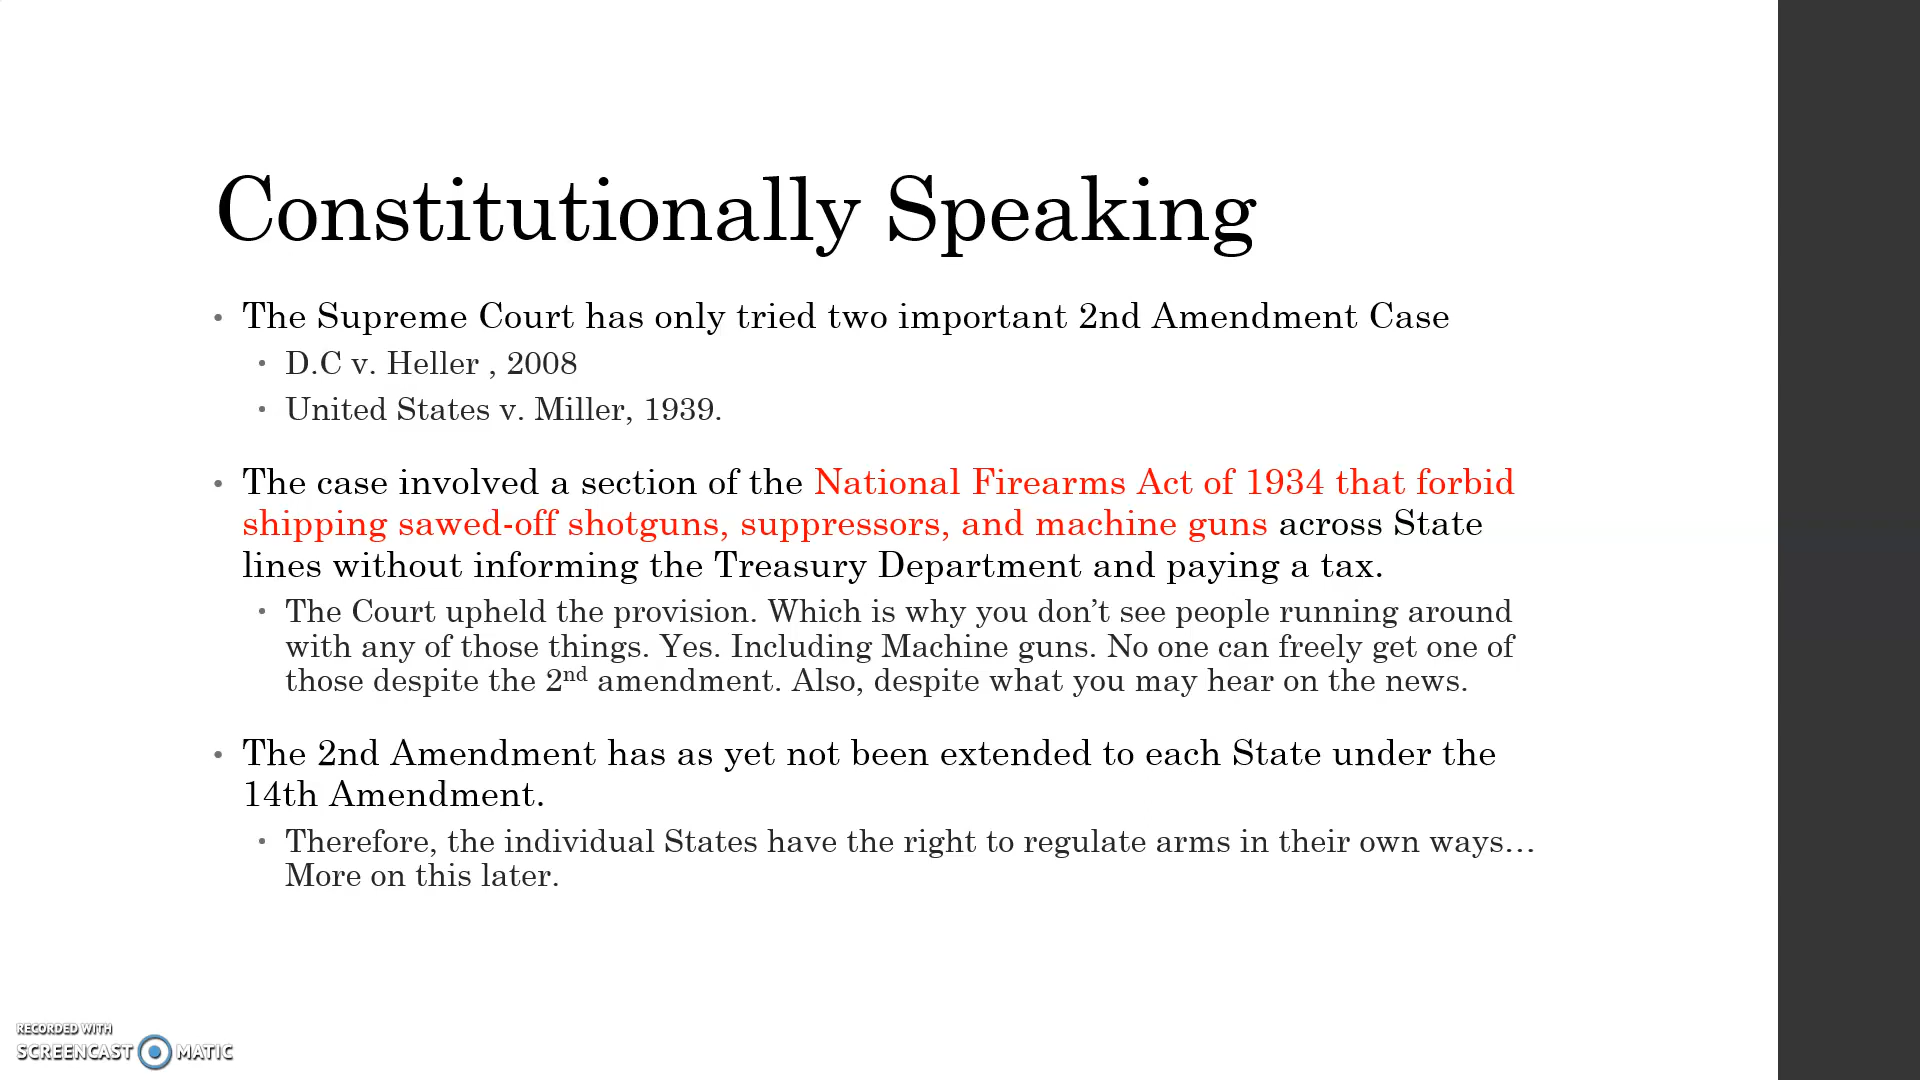 Constitutionally Speaking
• The Supreme Court has only tried two important 2nd Amendment Case
• D.C v. Heller , 2008
• United States v. Miller, 1939.
• The case involved a section of the National Firearms Act of 1934 that forbid
shipping sawed-off shotguns, suppressors, and machine guns across State
lines without informing the Treasury Department and paying a tax.
• The Court upheld the provision. Which is why you don’t see people running around
with any of those things. Yes. Including Machine guns. No one can freely get one of
those despite the 2nd amendment. Also, despite what you may hear on the news.
• The 2nd Amendment has as yet not been extended to each State under the
14th Amendment.
• Therefore, the individual States have the right to regulate arms in their own ways…
More on this later.
RECORDED WITH
SCREENCAST MATIC